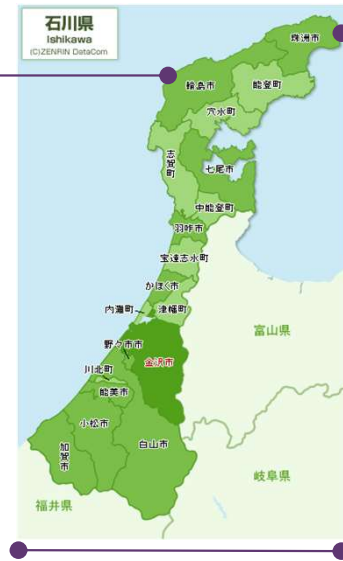 石川県
Ishikawa
(C)ZENRIN DataCom
珠洲市
輪島市
能登町
穴水町
志賀町
七尾市
中能登町
羽咋市
宝達志水町
かほく市
内灘町
津幡町
富山県
野々市市
金沢市
川北町
能美市
小松市
白山市
加賀市
岐阜県
福井県